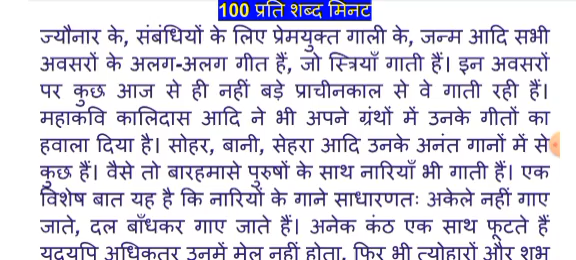 100 प्रति शब्द मिनट
ज्यौनार के, संबंधियों के लिए प्रेमयुक्त गाली के, जन्म आदि सभी
अवसरों के अलग-अलग गीत हैं, जो स्त्रियाँ गाती हैं। इन अवसरों
पर कुछ आज से ही नहीं बड़े प्राचीनकाल से वे गाती रही हैं।
महाकवि कालिदास आदि ने भी अपने ग्रंथों में उनके गीतों का
हवाला दिया है। सोहर, बानी, सेहरा आदि उनके अनंत गानों में से
कुछ हैं। वैसे तो बारहमासे पुरुषों के साथ नारियाँ भी गाती हैं। एक
विशेष बात यह है कि नारियों के गाने साधारणतः अकेले नहीं गाए
जाते, दल बाँधकर गाए जाते हैं। अनेक कंठ एक साथ फूटते हैं
यद्यपि अधिकतर उनमें मेल नहीं होता, फिर भी त्योहारों और शुभ